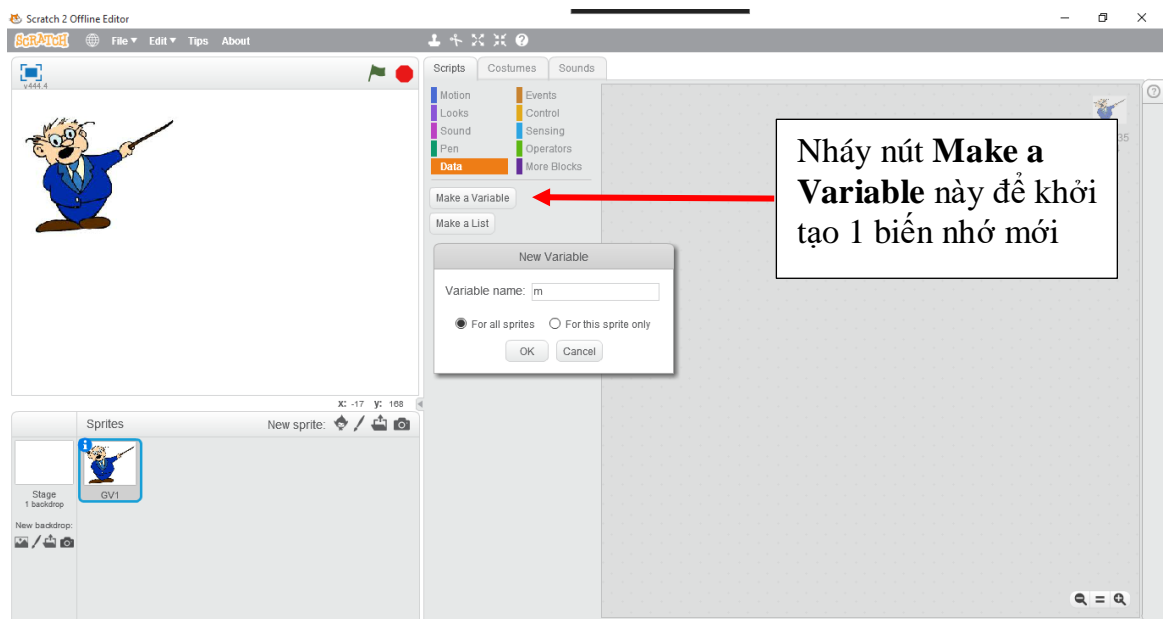 Scratch 2 Offline Editor
SCRATCH File Edit Tips About
v444.4
Scripts Costumes Sounds
Motion Events
Looks Control
Sound Sensing
Pen Operators
Data More Blocks
Make a Variable
Make a List
New Variable
Variable name: m
For all sprites For this sprite only
OK Cancel
Nháy nút Make a
Variable này để khởi
tạo 1 biến nhớ mới
X: -17 y: 168
Sprites New sprite:
Stage
1 backdrop
GV1
New backdrop: